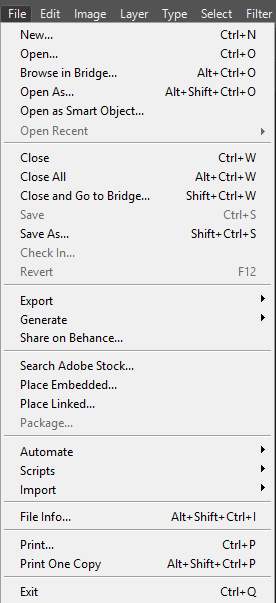 File Edit Image Layer Type Select Filter
New... Ctrl+N
Open... Ctrl+O
Browse in Bridge... Alt+Ctrl+O
Open As... Alt+Shift+Ctrl+O
Open as Smart Object...
Open Recent
Close Ctrl+W
Close All Alt+Ctrl+W
Close and Go to Bridge... Shift+Ctrl+W
Save Ctrl+S
Save As... Shift+Ctrl+S
Check In...
Revert F12
Export
Generate
Share on Behance...
Search Adobe Stock...
Place Embedded...
Place Linked...
Package...
Automate
Scripts
Import
File Info... Alt+Shift+Ctrl+I
Print... Ctrl+P
Print One Copy Alt+Shift+Ctrl+P
Exit Ctrl+Q